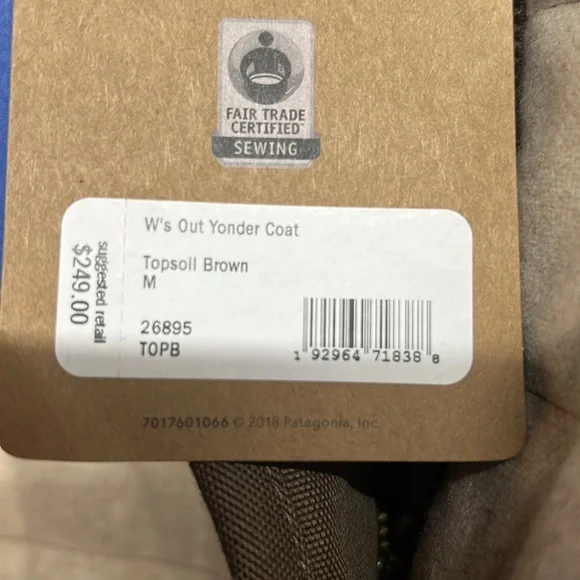 FAIR TRADE
CERTIFIED™
SEWING
W's Out Yonder Coat
Topsoil Brown
M
26895
TOPB
1 92964 71838 8
suggested retail
$249.00
7017601066 © 2018 Patagonia, Inc.